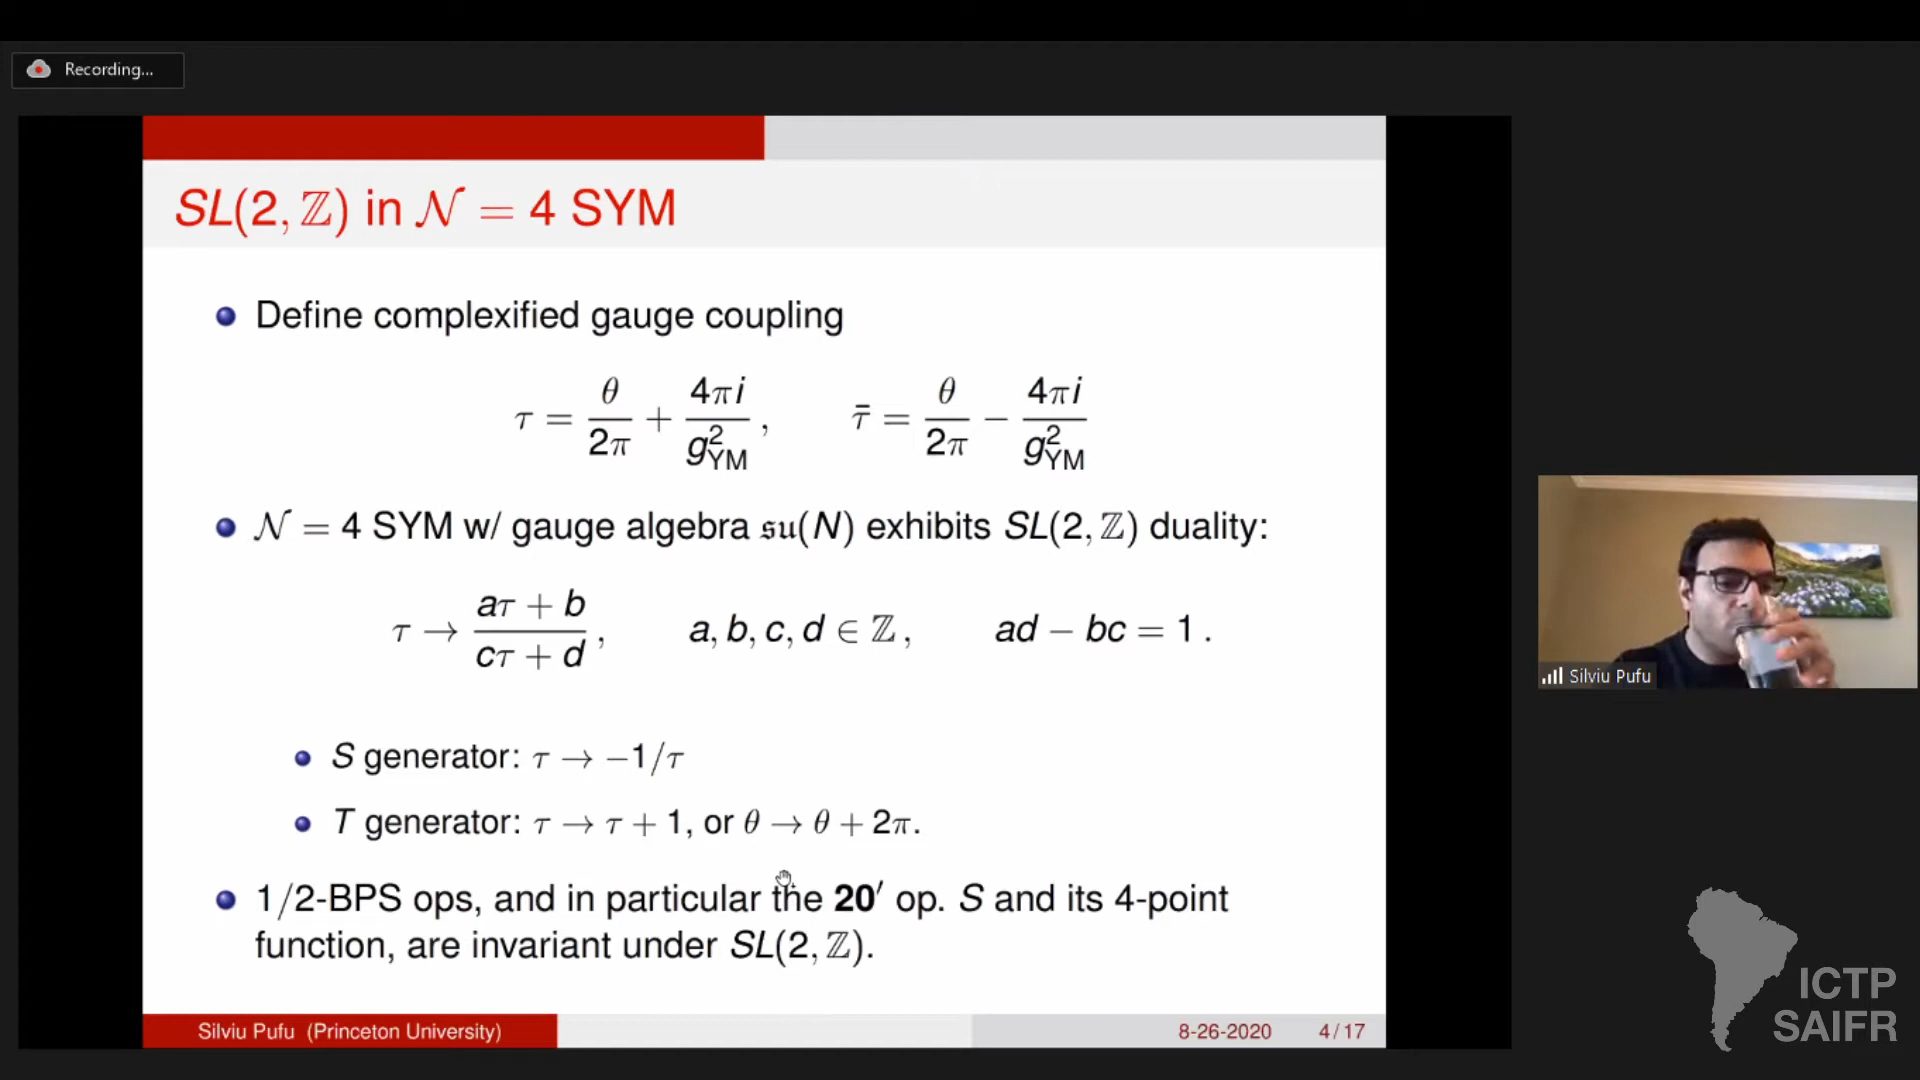 Recording...
SL(2, ℤ) in 𝒩 = 4 SYM
Define complexified gauge coupling
τ = θ/2π + 4πi/g²_YM ,   τ̄ = θ/2π − 4πi/g²_YM
𝒩 = 4 SYM w/ gauge algebra 𝔰𝔲(N) exhibits SL(2, ℤ) duality:
τ → (aτ + b)/(cτ + d) ,   a, b, c, d ∈ ℤ ,   ad − bc = 1 .
S generator: τ → −1/τ
T generator: τ → τ + 1, or θ → θ + 2π.
1/2-BPS ops, and in particular the 20′ op. S and its 4-point
function, are invariant under SL(2, ℤ).
Silviu Pufu (Princeton University)
8-26-2020 4 / 17
Silviu Pufu
ICTP
SAIFR